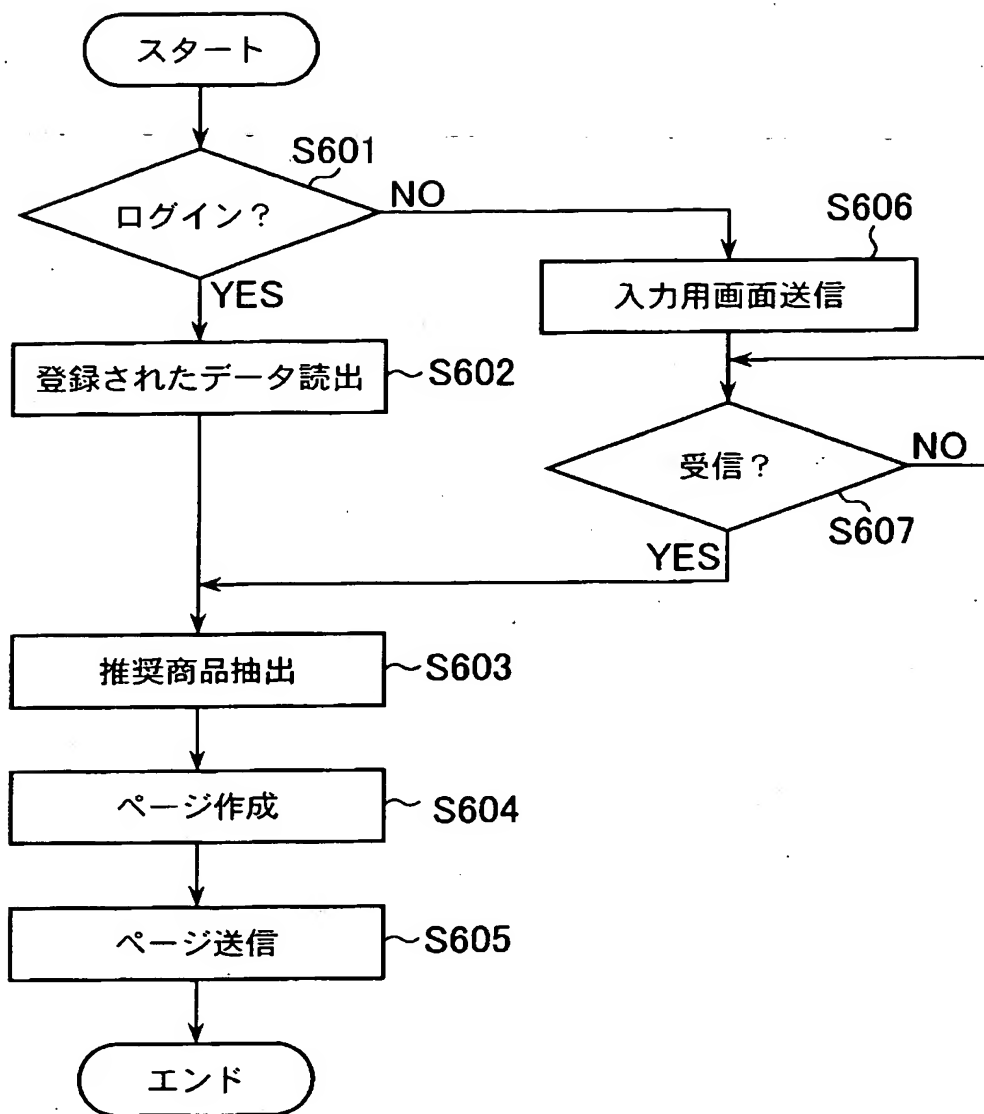 スタート
S601
ログイン?
NO
YES
S606
入力用画面送信
登録されたデータ読出
S602
受信?
NO
S607
YES
推奨商品抽出
S603
ページ作成
S604
ページ送信
S605
エンド